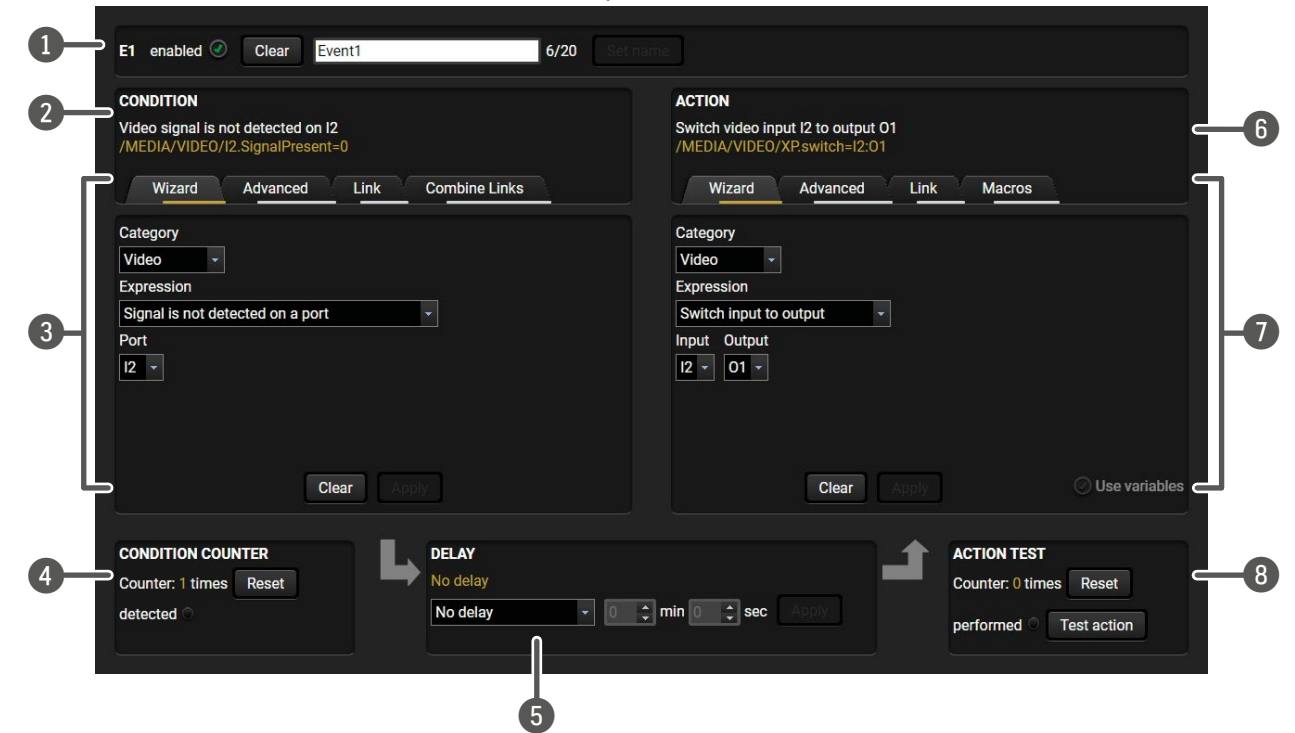 1
E1 enabled Clear Event1 6/20 Set name
2
CONDITION
Video signal is not detected on I2
/MEDIA/VIDEO/I2.SignalPresent=0
3
Wizard Advanced Link Combine Links
Category
Video
Expression
Signal is not detected on a port
Port
I2
Clear Apply
ACTION
Switch video input I2 to output O1
/MEDIA/VIDEO/XP.switch=I2:O1
6
Wizard Advanced Link Macros
Category
Video
Expression
Switch input to output
Input Output
I2 O1
7
Clear Apply Use variables
4
CONDITION COUNTER
Counter: 1 times Reset
detected
DELAY
No delay
No delay 0 min 0 sec Apply
5
ACTION TEST
Counter: 0 times Reset
performed Test action
8